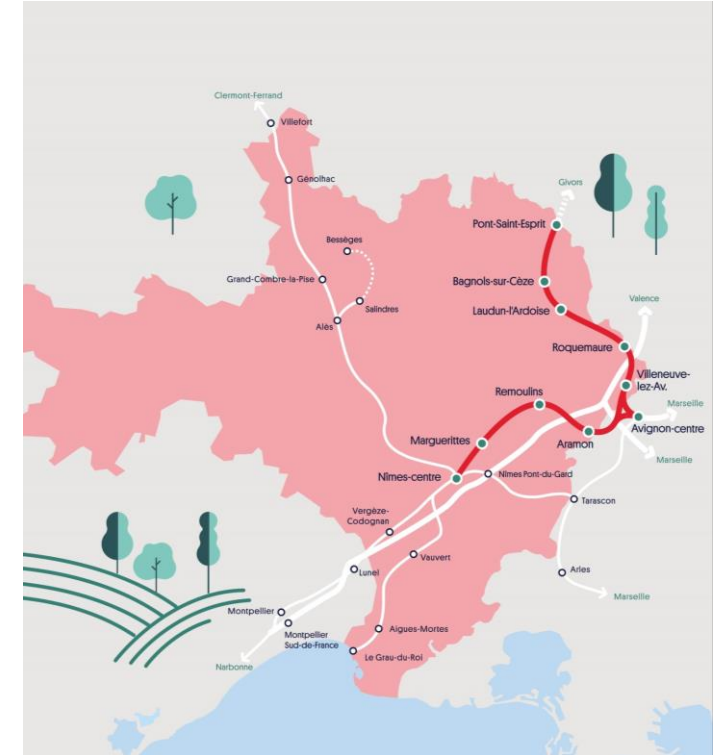 Clermont-Ferrand
Villefort
Génolhac
Givors
Pont-Saint-Esprit
Bessèges
Grand-Combe-la-Pise
Bagnols-sur-Cèze
Salindres
Laudun-l'Ardoise
Valence
Alès
Roquemaure
Villeneuve-
lez-Av.
Remoulins
Marseille
Avignon-centre
Marguerittes
Aramon
Marseille
Nîmes-centre
Nîmes Pont-du-Gard
Tarascon
Vergèze-
Codognan
Vauvert
Lunel
Arles
Marseille
Montpellier
Montpellier
Sud-de-France
Aigues-Mortes
Le Grau-du-Roi
Narbonne